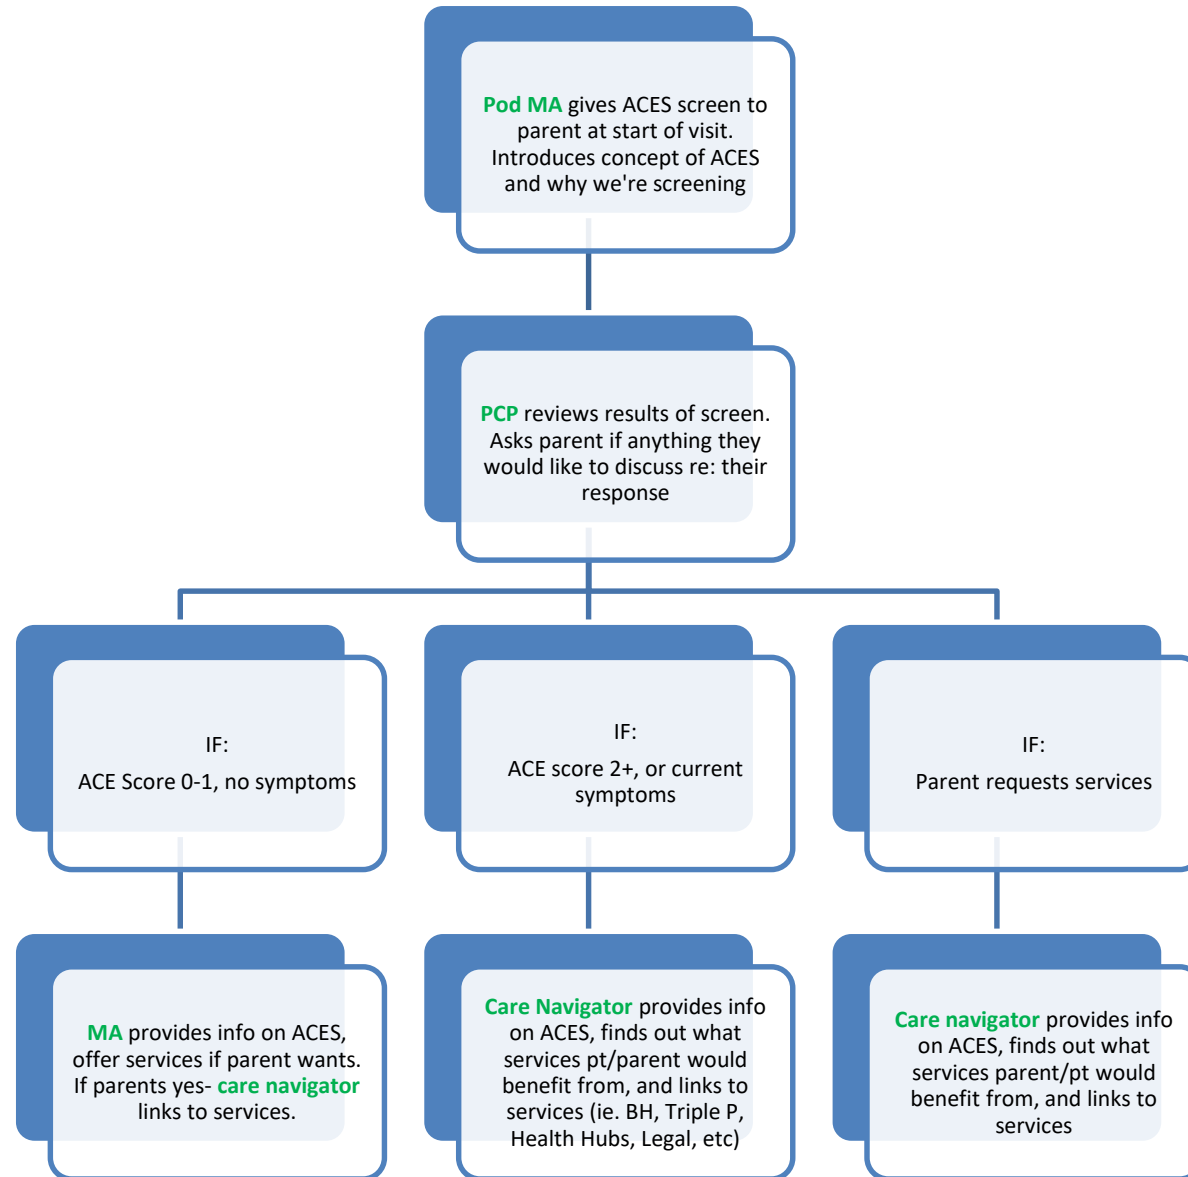 Pod MA gives ACES screen to
parent at start of visit.
Introduces concept of ACES
and why we're screening
PCP reviews results of screen.
Asks parent if anything they
would like to discuss re: their
response
IF:
ACE Score 0-1, no symptoms
IF:
ACE score 2+, or current
symptoms
IF:
Parent requests services
MA provides info on ACES,
offer services if parent wants.
If parents yes- care navigator
links to services.
Care Navigator provides info
on ACES, finds out what
services pt/parent would
benefit from, and links to
services (ie. BH, Triple P,
Health Hubs, Legal, etc)
Care navigator provides info
on ACES, finds out what
services parent/pt would
benefit from, and links to
services